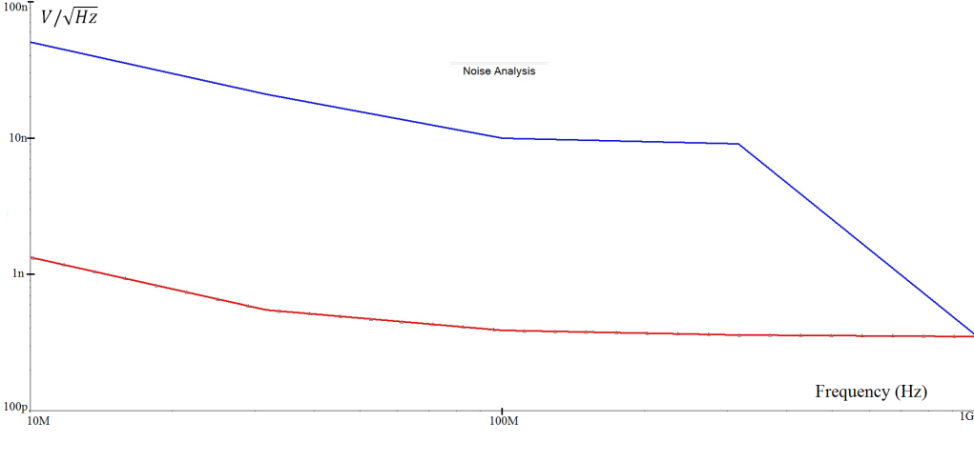 100n
V/√Hz
Noise Analysis
10n
1n
Frequency (Hz)
100p
10M
100M
1G